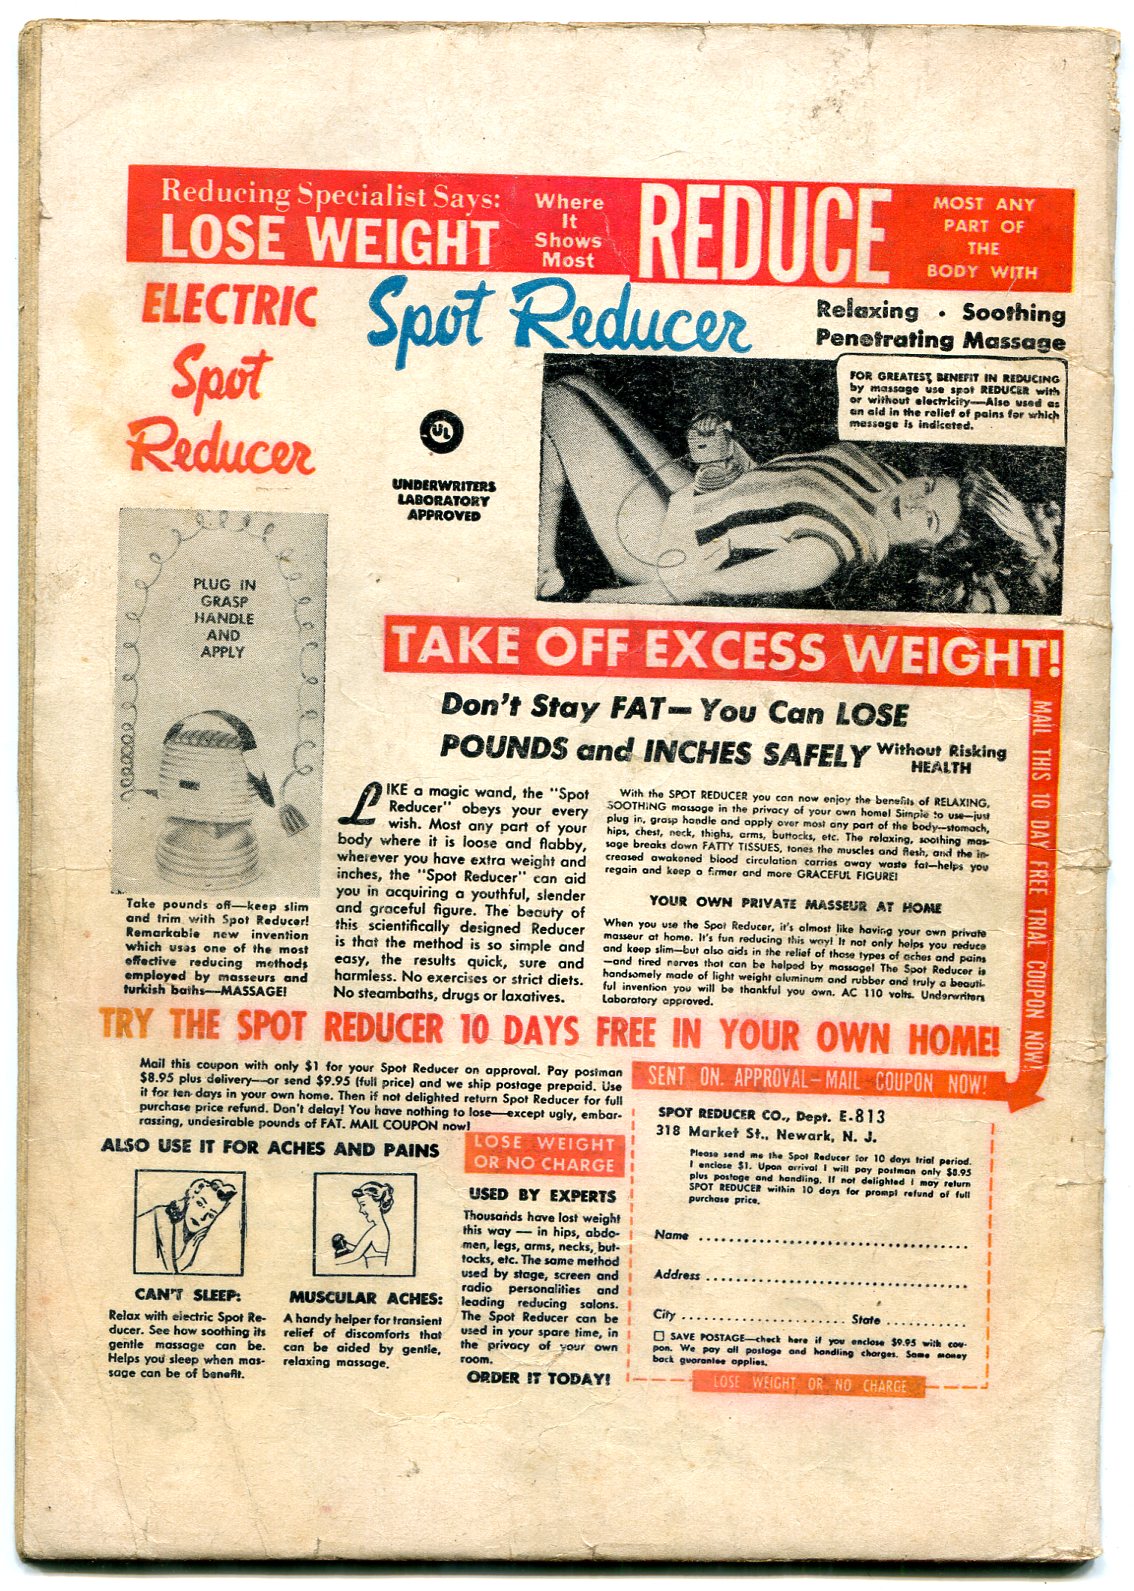 Reducing Specialist Says:
LOSE WEIGHT
Where
It
Shows
Most
REDUCE
MOST ANY
PART OF
THE
BODY WITH
ELECTRIC
Spot
Reducer
Spot Reducer
Relaxing • Soothing
Penetrating Massage
UL
UNDERWRITERS
LABORATORY
APPROVED
FOR GREATEST BENEFIT IN REDUCING
by massage use spot REDUCER with
or without electricity—Also used as
an aid in the relief of pains for which
massage is indicated.
PLUG IN
GRASP
HANDLE
AND
APPLY
TAKE OFF EXCESS WEIGHT!
Don't Stay FAT—You Can LOSE
POUNDS and INCHES SAFELY Without Risking
HEALTH
MAIL THIS 10 DAY FREE TRIAL COUPON NOW!
Take pounds off—keep slim
and trim with Spot Reducer!
Remarkable new invention
which uses one of the most
effective reducing methods
employed by masseurs and
turkish baths—MASSAGE!
LIKE a magic wand, the "Spot
Reducer" obeys your every
wish. Most any part of your
body where it is loose and flabby,
wherever you have extra weight and
inches, the "Spot Reducer" can aid
you in acquiring a youthful, slender
and graceful figure. The beauty of
this scientifically designed Reducer
is that the method is so simple and
easy, the results quick, sure and
harmless. No exercises or strict diets.
No steambaths, drugs or laxatives.
With the SPOT REDUCER you can now enjoy the benefits of RELAXING,
SOOTHING massage in the privacy of your own home! Simple to use—just
plug in, grasp handle and apply over most any part of the body—stomach,
hips, chest, neck, thighs, arms, buttocks, etc. The relaxing, soothing mas-
sage breaks down FATTY TISSUES, tones the muscles and flesh, and the in-
creased awakened blood circulation carries away waste fat—helps you
regain and keep a firmer and more GRACEFUL FIGURE!
YOUR OWN PRIVATE MASSEUR AT HOME
When you use the Spot Reducer, it's almost like having your own private
masseur at home. It's fun reducing this way! It not only helps you reduce
and keep slim—but also aids in the relief of those types of aches and pains
—and tired nerves that can be helped by massage! The Spot Reducer is
handsomely made of light weight aluminum and rubber and truly a beauti-
ful invention you will be thankful you own. AC 110 volts. Underwriters
Laboratory approved.
TRY THE SPOT REDUCER 10 DAYS FREE IN YOUR OWN HOME!
Mail this coupon with only $1 for your Spot Reducer on approval. Pay postman
$8.95 plus delivery—or send $9.95 (full price) and we ship postage prepaid. Use
it for ten days in your own home. Then if not delighted return Spot Reducer for full
purchase price refund. Don't delay! You have nothing to lose—except ugly, embar-
rassing, undesirable pounds of FAT. MAIL COUPON now!
ALSO USE IT FOR ACHES AND PAINS
CAN'T SLEEP:
Relax with electric Spot Re-
ducer. See how soothing its
gentle massage can be.
Helps you sleep when mas-
sage can be of benefit.
MUSCULAR ACHES:
A handy helper for transient
relief of discomforts that
can be aided by gentle,
relaxing massage.
LOSE WEIGHT
OR NO CHARGE
USED BY EXPERTS
Thousands have lost weight
this way — in hips, abdo-
men, legs, arms, necks, but-
tocks, etc. The same method
used by stage, screen and
radio personalities and
leading reducing salons.
The Spot Reducer can be
used in your spare time, in
the privacy of your own
room.
ORDER IT TODAY!
SENT ON APPROVAL—MAIL COUPON NOW!
SPOT REDUCER CO., Dept. E-813
318 Market St., Newark, N. J.
Please send me the Spot Reducer for 10 days trial period.
I enclose $1. Upon arrival I will pay postman only $8.95
plus postage and handling. If not delighted I may return
SPOT REDUCER within 10 days for prompt refund of full
purchase price.
Name
Address
City State
SAVE POSTAGE—check here if you enclose $9.95 with cou-
pon. We pay all postage and handling charges. Same money
back guarantee applies.
LOSE WEIGHT OR NO CHARGE